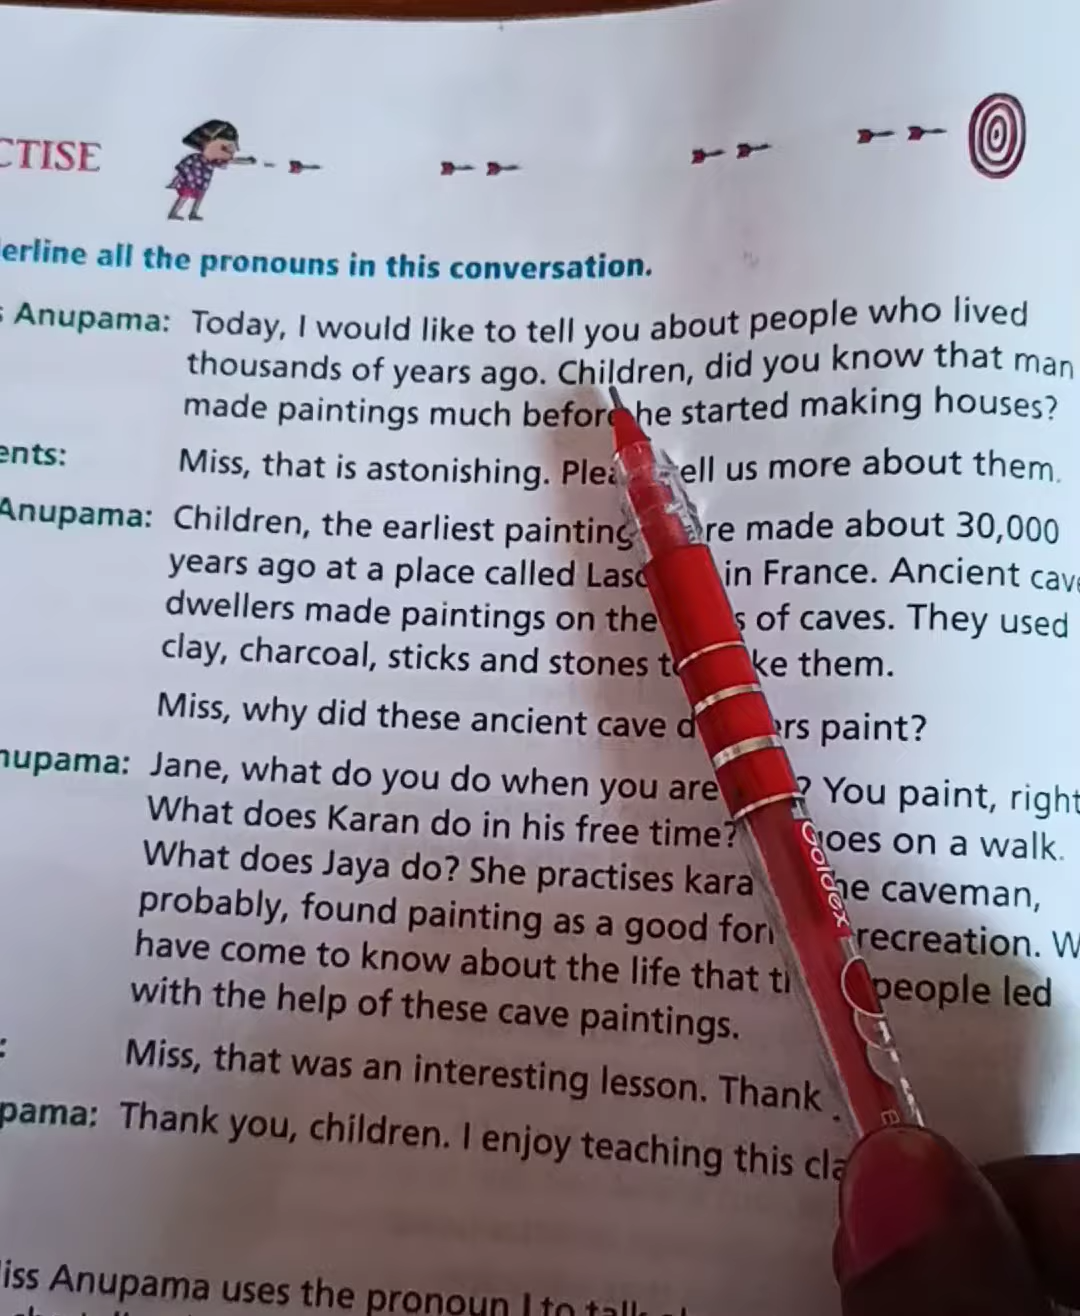 CTISE
erline all the pronouns in this conversation.
Anupama: Today, I would like to tell you about people who lived
thousands of years ago. Children, did you know that man
made paintings much before he started making houses?
ents: Miss, that is astonishing. Plea ell us more about them.
Anupama: Children, the earliest painting re made about 30,000
years ago at a place called Lasc in France. Ancient cave
dwellers made paintings on the s of caves. They used
clay, charcoal, sticks and stones t ke them.
Miss, why did these ancient cave d rs paint?
nupama: Jane, what do you do when you are ? You paint, right
What does Karan do in his free time? goes on a walk.
What does Jaya do? She practises kara he caveman,
probably, found painting as a good for recreation. W
have come to know about the life that th people led
with the help of these cave paintings.
: Miss, that was an interesting lesson. Thank
pama: Thank you, children. I enjoy teaching this cla
iss Anupama uses the pronoun I to talk
Goldex